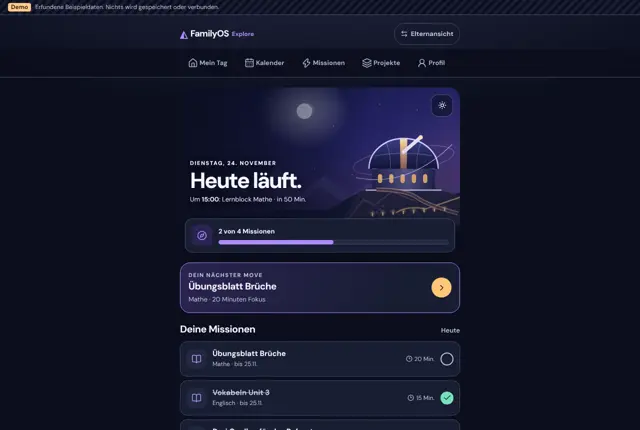 Demo Erfundene Beispieldaten. Nichts wird gespeichert oder verbunden.
FamilyOS Explore
Elternansicht
Mein Tag
Kalender
Missionen
Projekte
Profil
DIENSTAG, 24. NOVEMBER
Heute läuft.
Um 15:00: Lernblock Mathe · in 50 Min.
2 von 4 Missionen
DEIN NÄCHSTER MOVE
Übungsblatt Brüche
Mathe · 20 Minuten Fokus
Deine Missionen
Heute
Übungsblatt Brüche
Mathe · bis 25.11.
20 Min.
Vokabeln Unit 3
Englisch · bis 25.11.
15 Min.